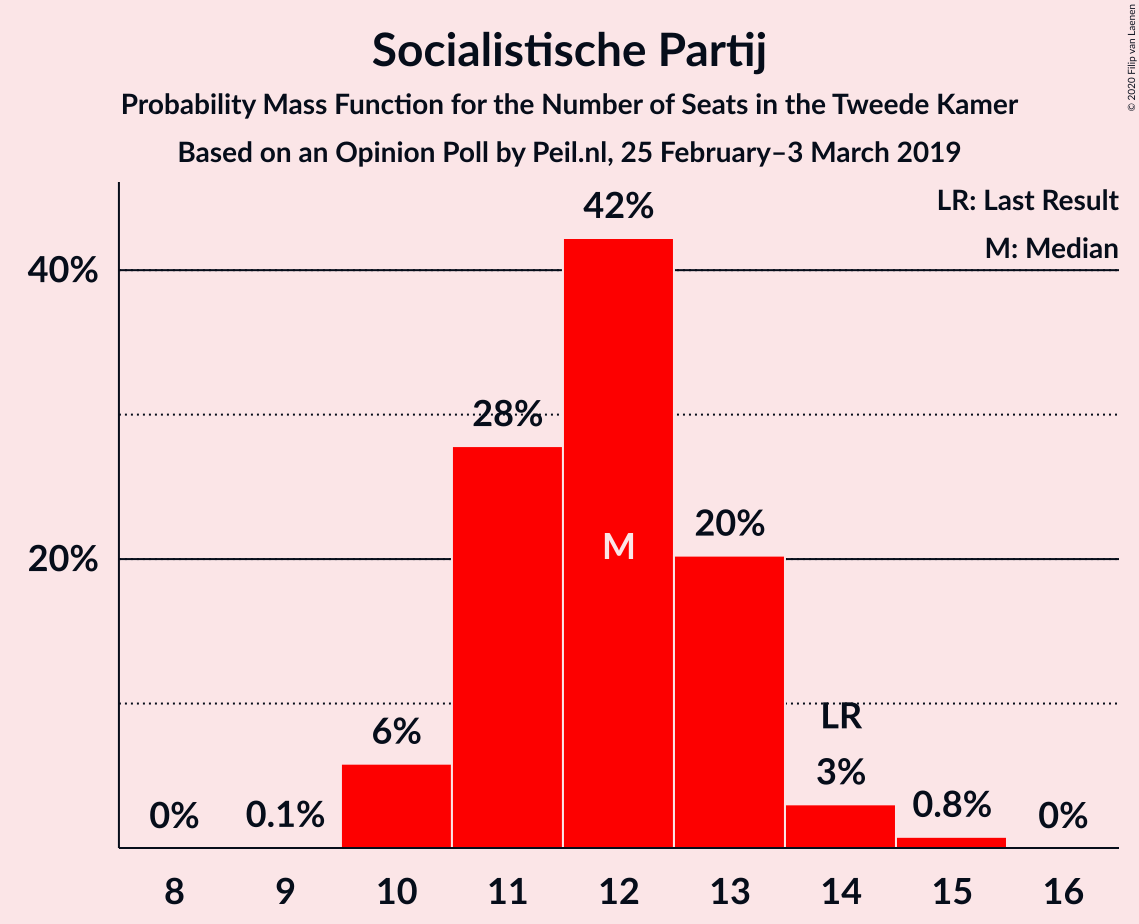 Socialistische Partij
Probability Mass Function for the Number of Seats in the Tweede Kamer
Based on an Opinion Poll by Peil.nl, 25 February–3 March 2019
© 2020 Filip van Laenen
LR: Last Result
M: Median
40%
20%
0%
0.1%
6%
28%
42%
M
20%
LR
3%
0.8%
0%
8 9 10 11 12 13 14 15 16